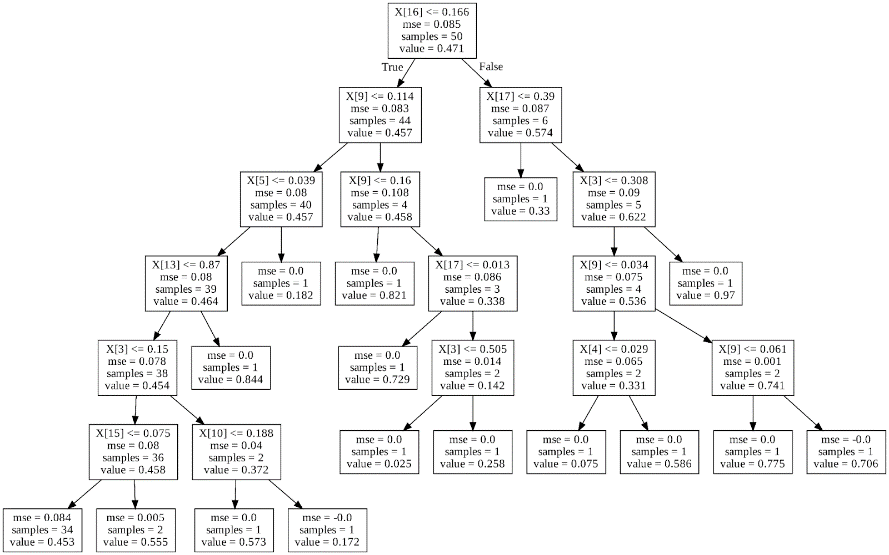 X[16] <= 0.166
mse = 0.085
samples = 50
value = 0.471
True
False
X[9] <= 0.114
mse = 0.083
samples = 44
value = 0.457
X[17] <= 0.39
mse = 0.087
samples = 6
value = 0.574
X[5] <= 0.039
mse = 0.08
samples = 40
value = 0.457
X[9] <= 0.16
mse = 0.108
samples = 4
value = 0.458
mse = 0.0
samples = 1
value = 0.33
X[3] <= 0.308
mse = 0.09
samples = 5
value = 0.622
X[13] <= 0.87
mse = 0.08
samples = 39
value = 0.464
mse = 0.0
samples = 1
value = 0.182
mse = 0.0
samples = 1
value = 0.821
X[17] <= 0.013
mse = 0.086
samples = 3
value = 0.338
X[9] <= 0.034
mse = 0.075
samples = 4
value = 0.536
mse = 0.0
samples = 1
value = 0.97
X[3] <= 0.15
mse = 0.078
samples = 38
value = 0.454
mse = 0.0
samples = 1
value = 0.844
mse = 0.0
samples = 1
value = 0.729
X[3] <= 0.505
mse = 0.014
samples = 2
value = 0.142
X[4] <= 0.029
mse = 0.065
samples = 2
value = 0.331
X[9] <= 0.061
mse = 0.001
samples = 2
value = 0.741
X[15] <= 0.075
mse = 0.08
samples = 36
value = 0.458
X[10] <= 0.188
mse = 0.04
samples = 2
value = 0.372
mse = 0.0
samples = 1
value = 0.025
mse = 0.0
samples = 1
value = 0.258
mse = 0.0
samples = 1
value = 0.075
mse = 0.0
samples = 1
value = 0.586
mse = 0.0
samples = 1
value = 0.775
mse = -0.0
samples = 1
value = 0.706
mse = 0.084
samples = 34
value = 0.453
mse = 0.005
samples = 2
value = 0.555
mse = 0.0
samples = 1
value = 0.573
mse = -0.0
samples = 1
value = 0.172